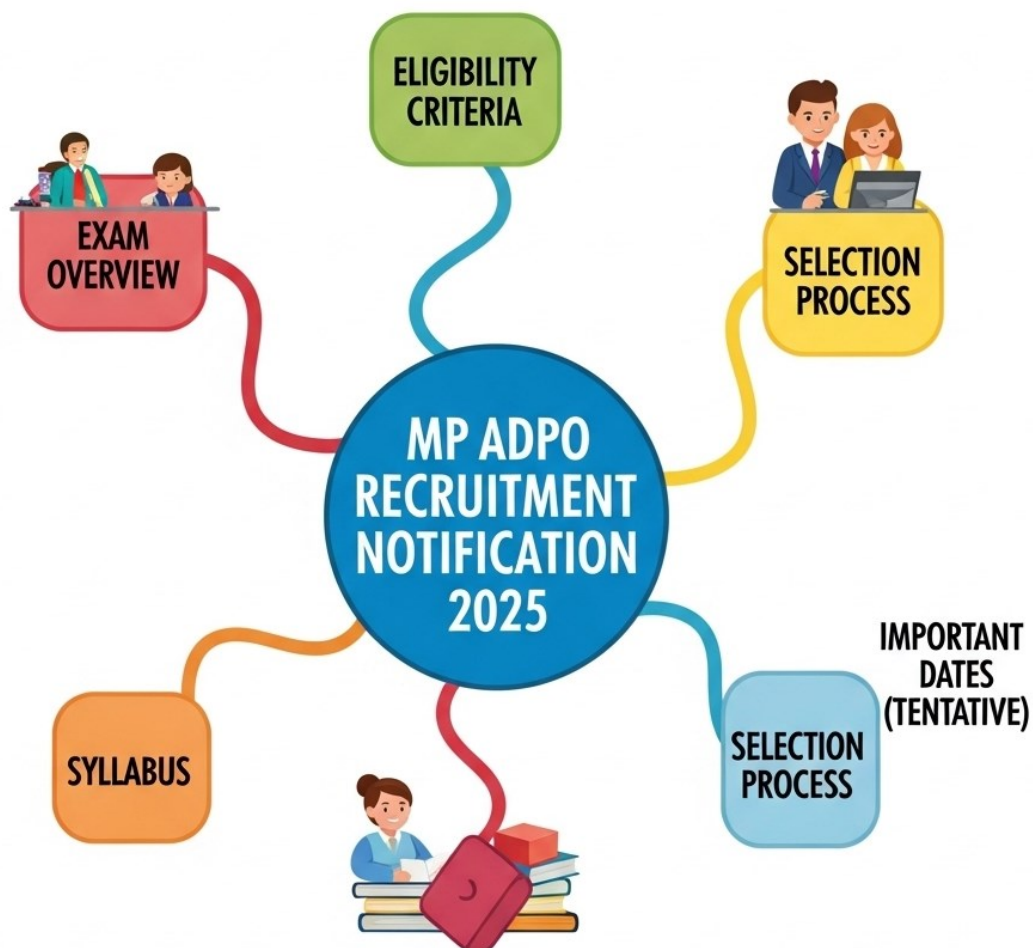 ELIGIBILITY
CRITERIA
EXAM
OVERVIEW
SELECTION
PROCESS
MP ADPO
RECRUITMENT
NOTIFICATION
2025
IMPORTANT
DATES
(TENTATIVE)
SYLLABUS
SELECTION
PROCESS